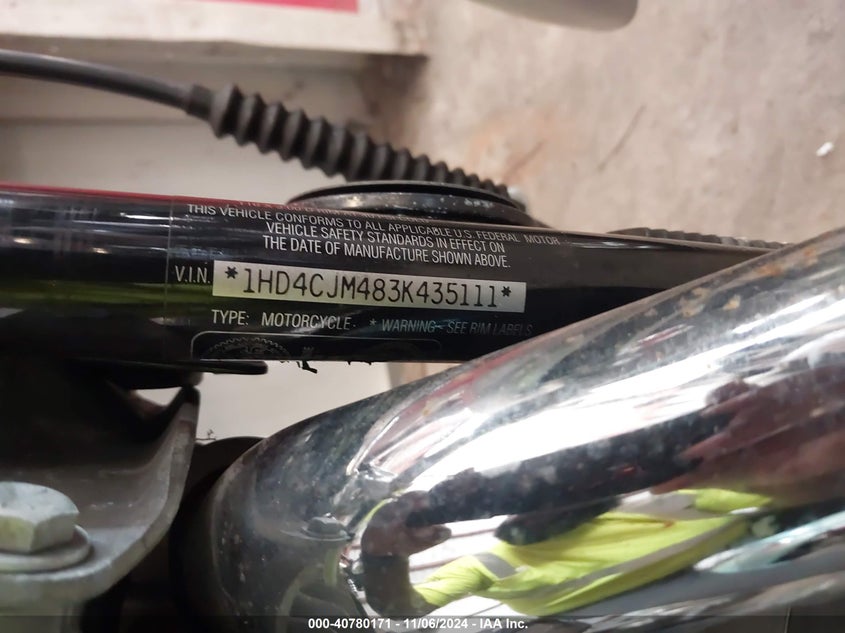 THIS VEHICLE CONFORMS TO ALL APPLICABLE U.S. FEDERAL MOTOR
VEHICLE SAFETY STANDARDS IN EFFECT ON
THE DATE OF MANUFACTURE SHOWN ABOVE.
V.I.N. *1HD4CJM483K435111*
TYPE: MOTORCYCLE. * WARNING - SEE RIM LABELS
000-40780171 - 11/06/2024 - IAA Inc.